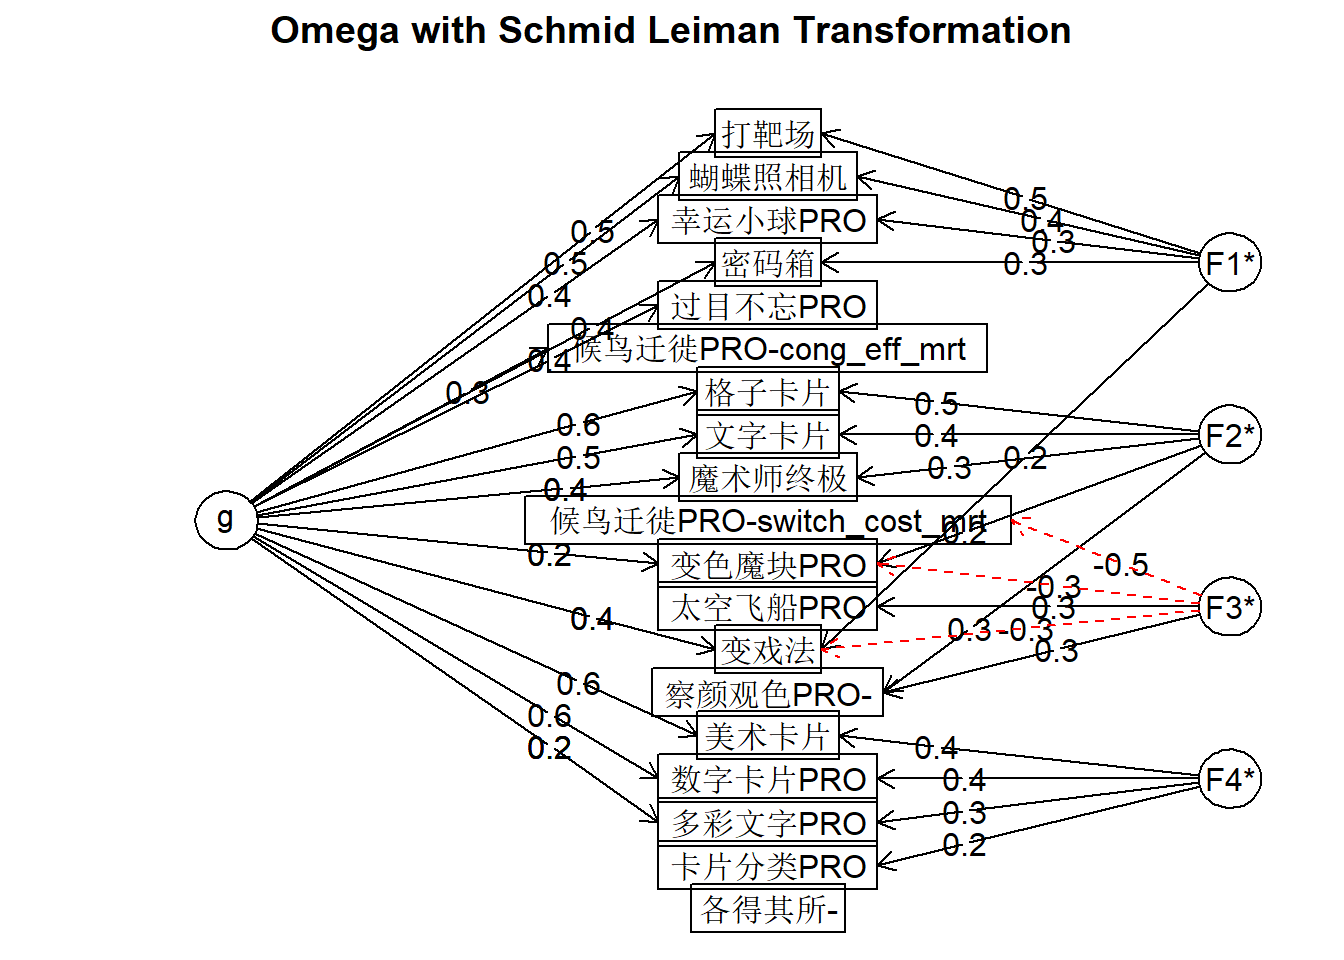 Omega with Schmid Leiman Transformation
打靶场
蝴蝶照相机
幸运小球PRO
密码箱
过目不忘PRO
候鸟迁徙PRO-cong_eff_mrt
格子卡片
文字卡片
魔术师终极
候鸟迁徙PRO-switch_cost_mrt
变色魔块PRO
太空飞船PRO
变戏法
察颜观色PRO-
美术卡片
数字卡片PRO
多彩文字PRO
卡片分类PRO
各得其所-
g
0.5
0.5
0.4
0.4
0.4
0.3
0.6
0.5
0.4
0.2
0.4
0.6
0.6
0.2
F1*
F2*
F3*
F4*
0.5
0.4
0.3
0.3
0.2
0.5
0.4
0.3
0.2
0.3
-0.5
-0.3
0.3
-0.3
0.3
0.4
0.4
0.3
0.2